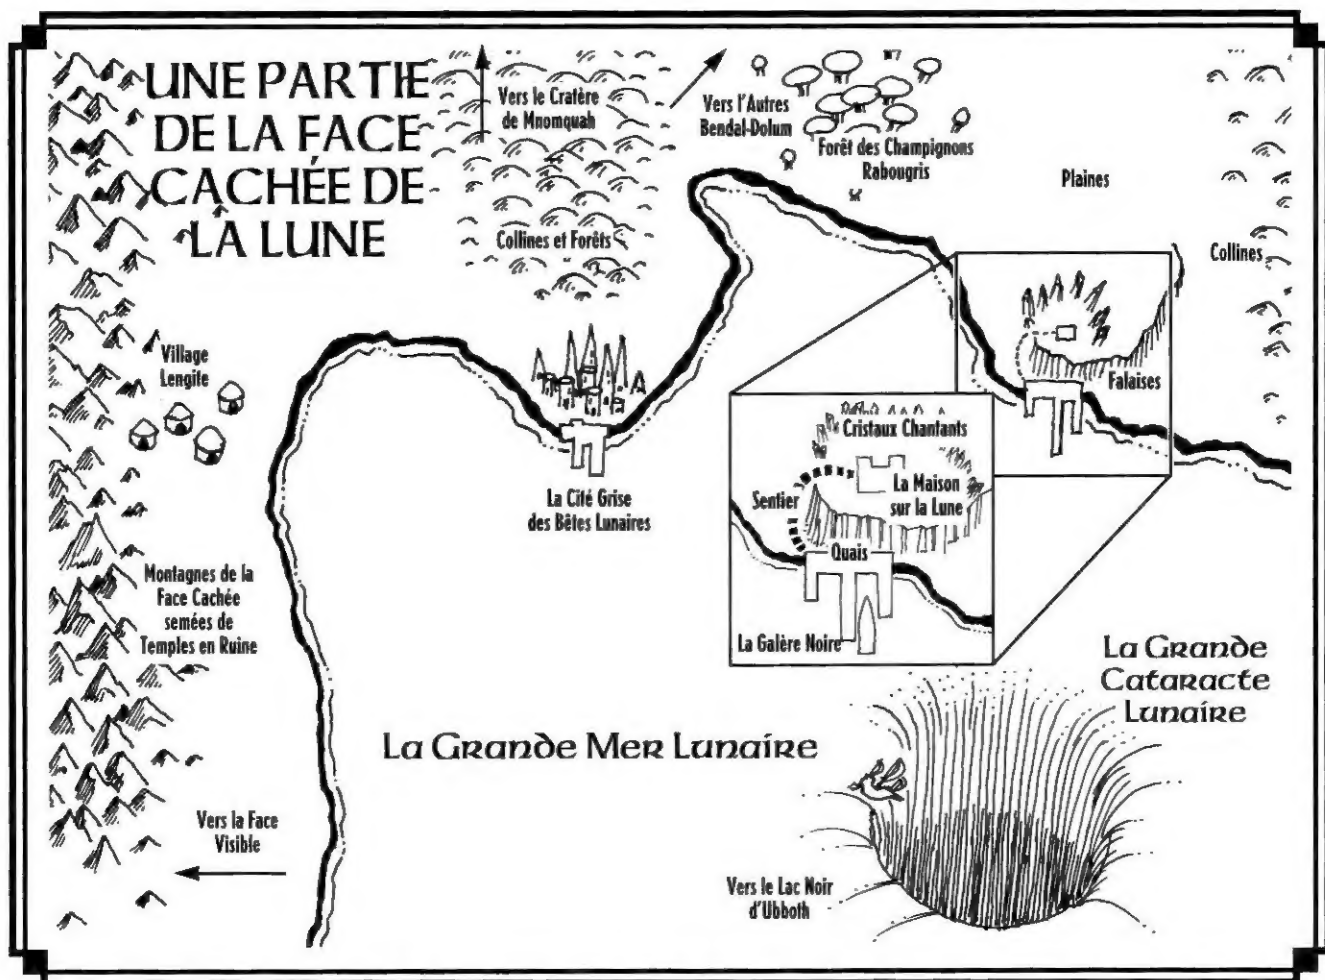 UNE PARTIE
DE LA FACE
CACHÉE DE
LA LUNE
Vers le Cratère
de Mnomquah
Vers l'Autres
Bendal-Dolum
Forêt des Champignons
Rabougris
Plaines
Collines
Collines et Forêts
Village
Lengite
Falaises
La Cité Grise
des Bêtes Lunaires
Cristaux Chantants
Sentier
La Maison
sur la Lune
Quais
La Galère Noire
Montagnes de la
Face Cachée
semées de
Temples en Ruine
La Grande
Cataracte
Lunaire
La Grande Mer Lunaire
Vers la Face
Visible
Vers le Lac Noir
d'Ubboth